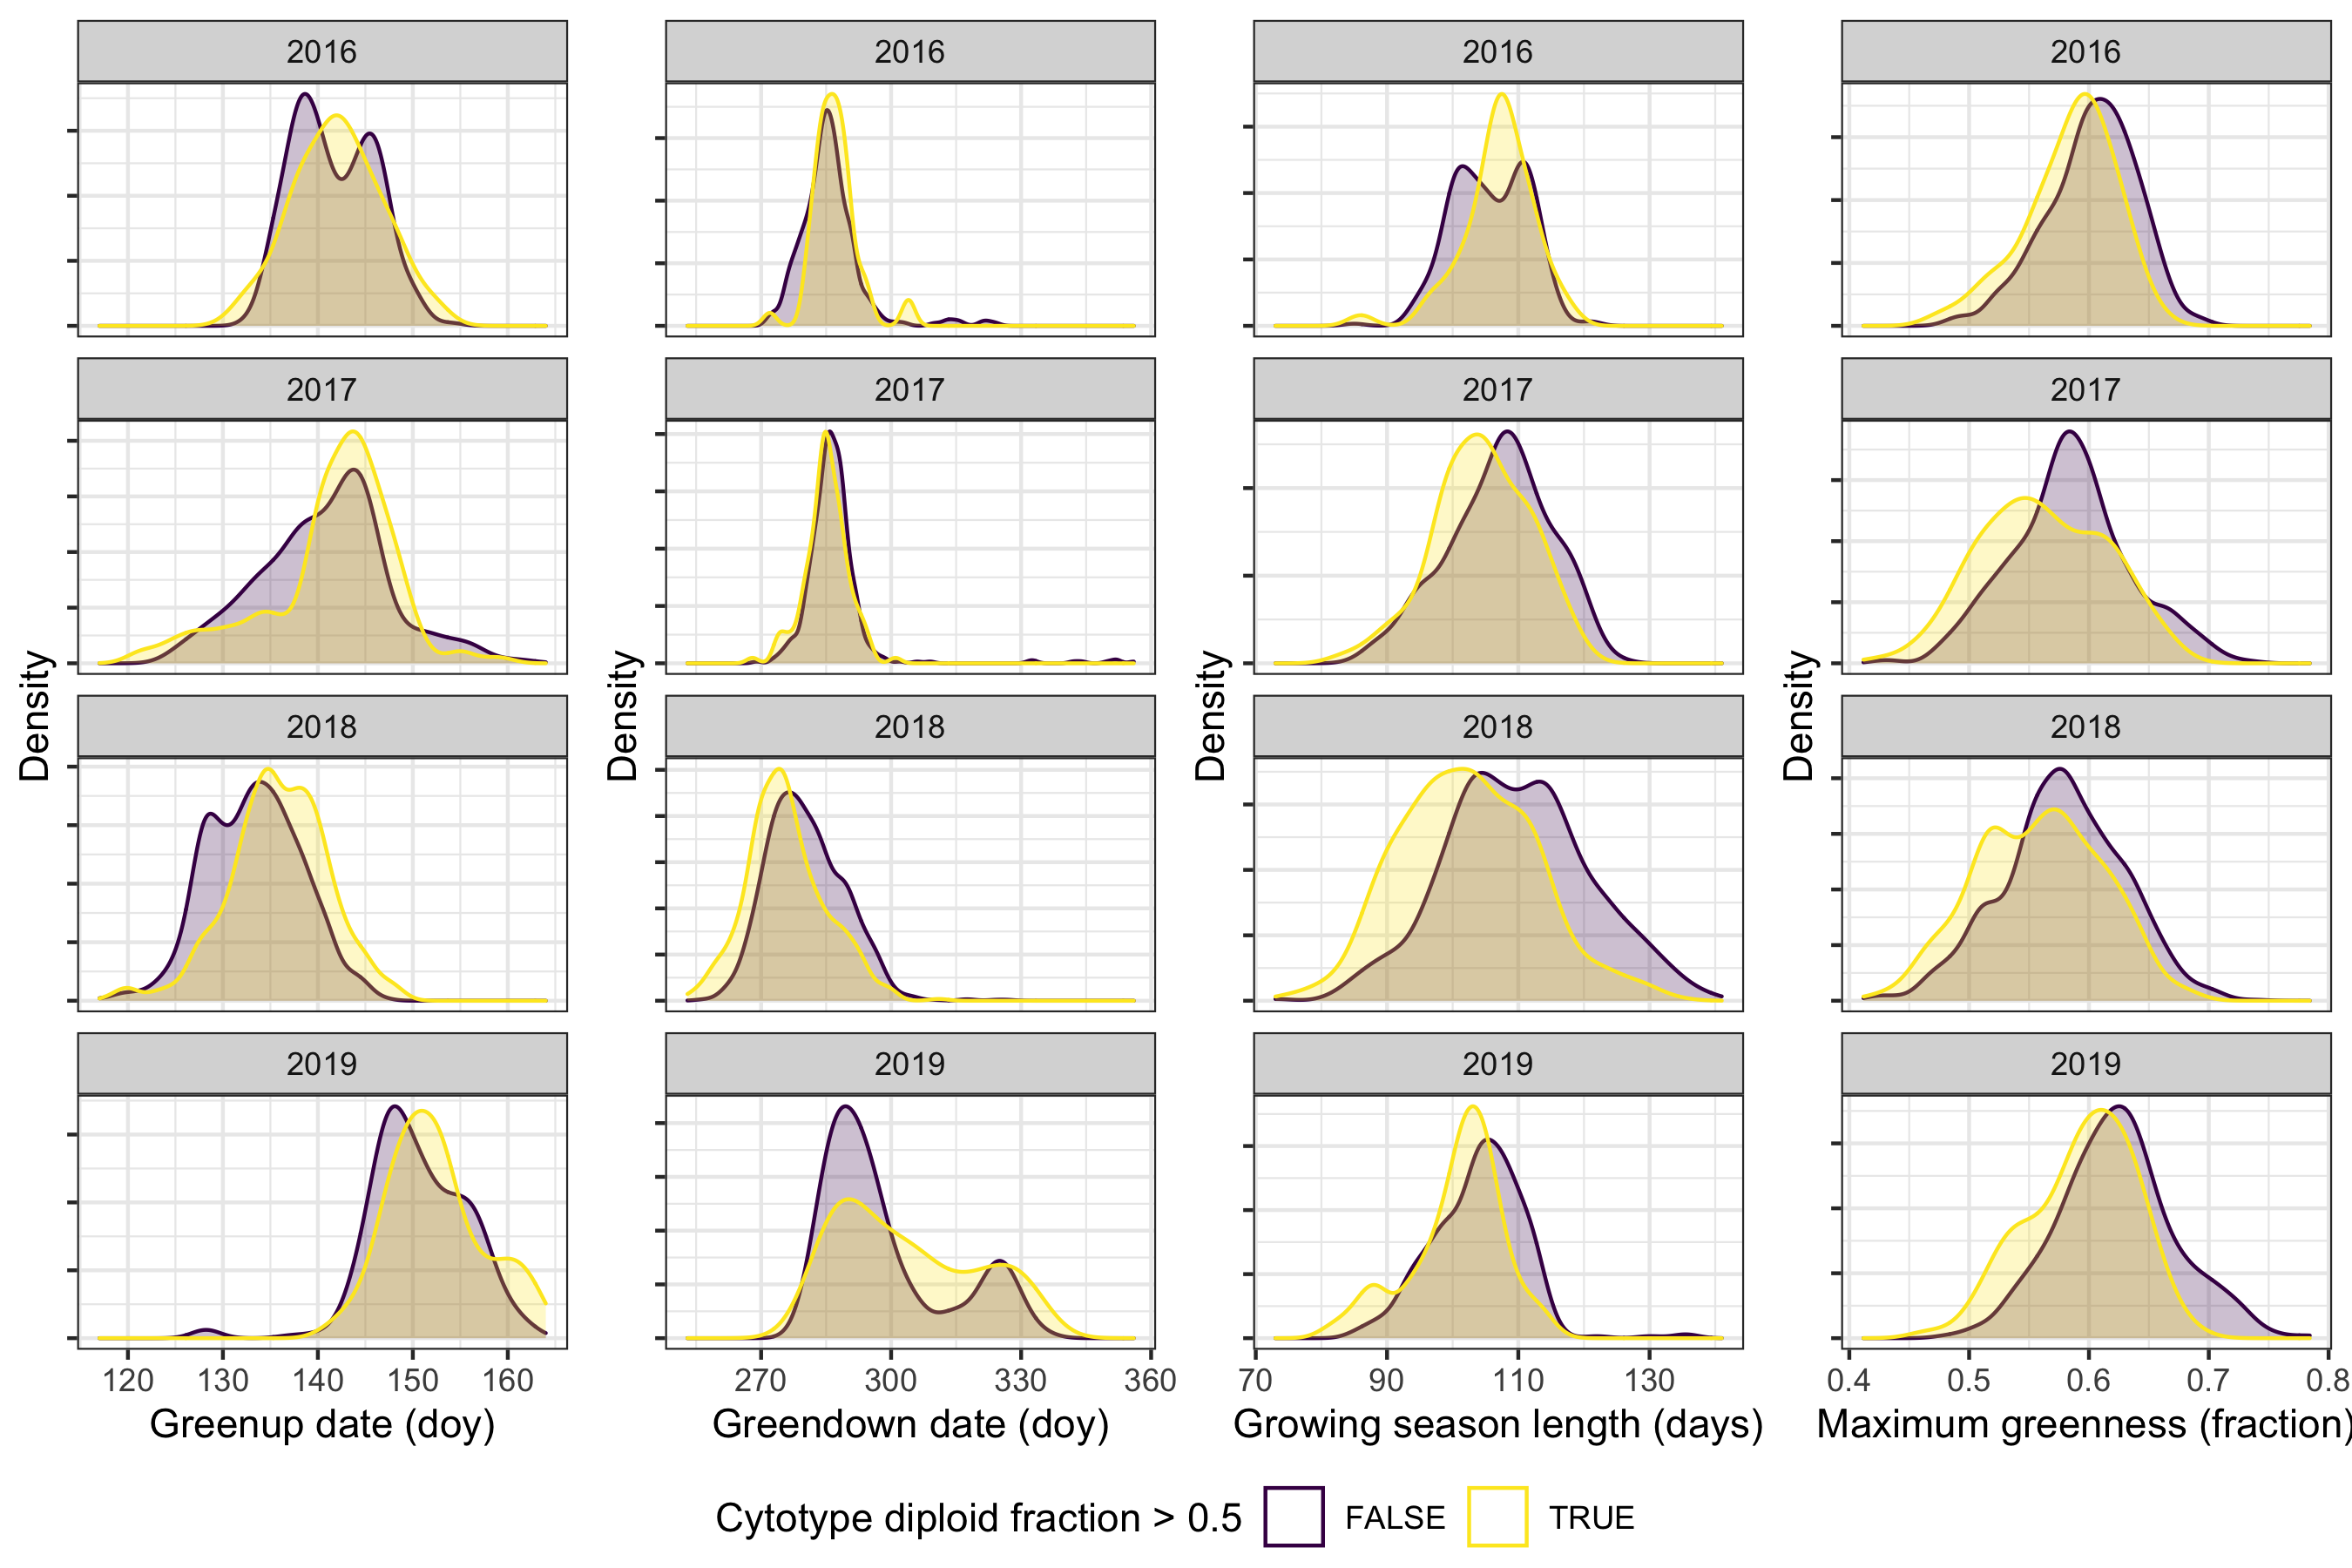 2016 2016 2016 2016
2017 2017 2017 2017
Density Density Density Density
2018 2018 2018 2018
2019 2019 2019 2019
120 130 140 150 160 270 300 330 360 70 90 110 130 0.4 0.5 0.6 0.7 0.8
Greenup date (doy) Greendown date (doy) Growing season length (days) Maximum greenness (fraction)
Cytotype diploid fraction > 0.5 FALSE TRUE